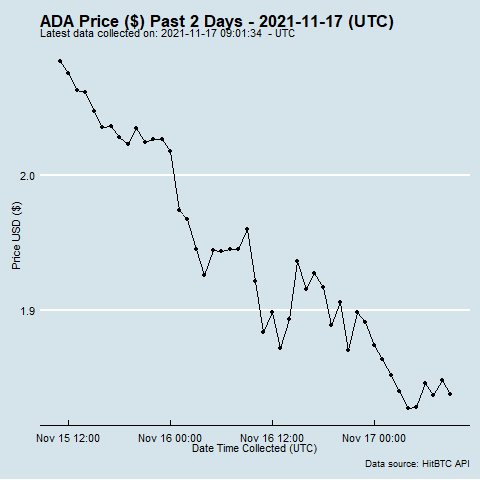 ADA Price ($) Past 2 Days - 2021-11-17 (UTC)
Latest data collected on: 2021-11-17 09:01:34 - UTC
2.0
1.9
Price USD ($)
Nov 15 12:00 Nov 16 00:00 Nov 16 12:00 Nov 17 00:00
Date Time Collected (UTC)
Data source: HitBTC API